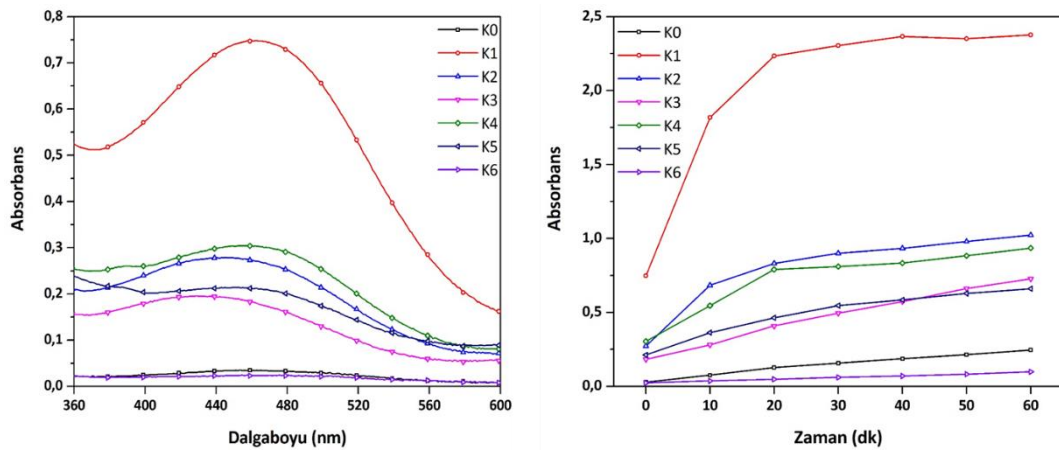 0,8
0,7
0,6
0,5
0,4
0,3
0,2
0,1
0,0
Absorbans
K0
K1
K2
K3
K4
K5
K6
360 400 440 480 520 560 600
Dalgaboyu (nm)
2,5
2,0
1,5
1,0
0,5
0,0
Absorbans
K0
K1
K2
K3
K4
K5
K6
0 10 20 30 40 50 60
Zaman (dk)